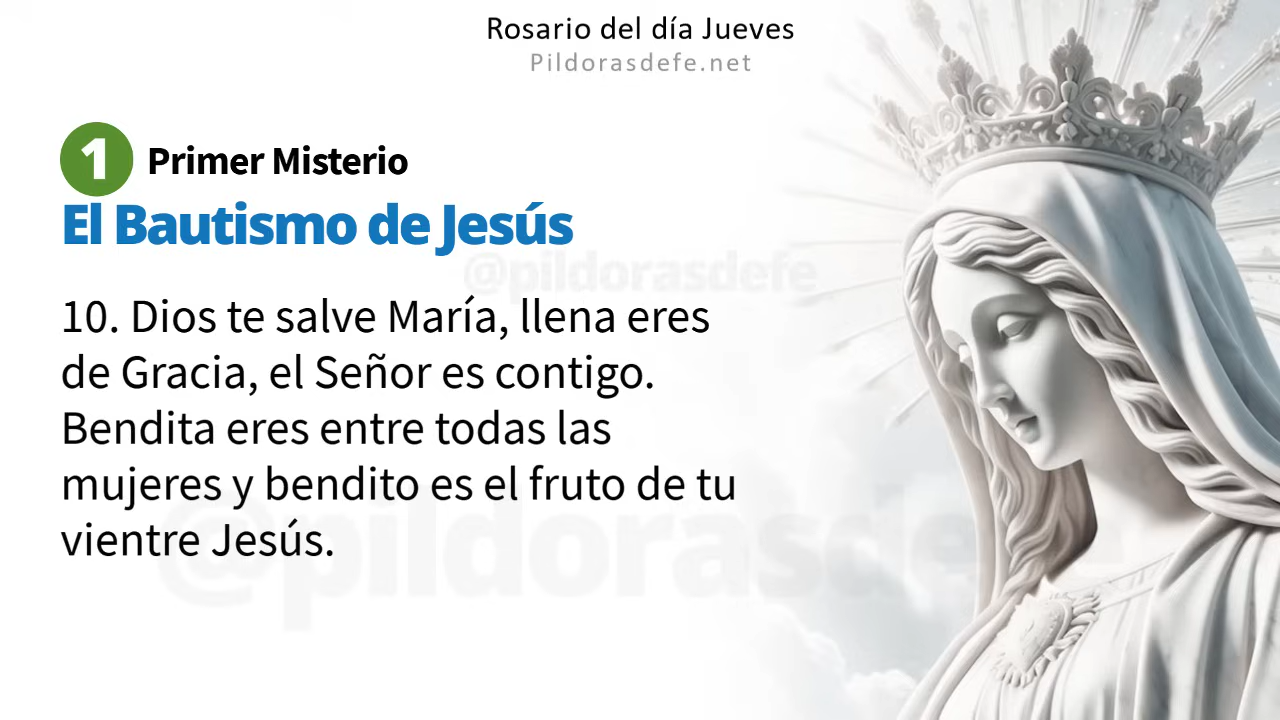 Rosario del día Jueves
Pildorasdefe.net
1 Primer Misterio
El Bautismo de Jesús
@pildorasdefe
10. Dios te salve María, llena eres
de Gracia, el Señor es contigo.
Bendita eres entre todas las
mujeres y bendito es el fruto de tu
vientre Jesús.
@pildorasdefe